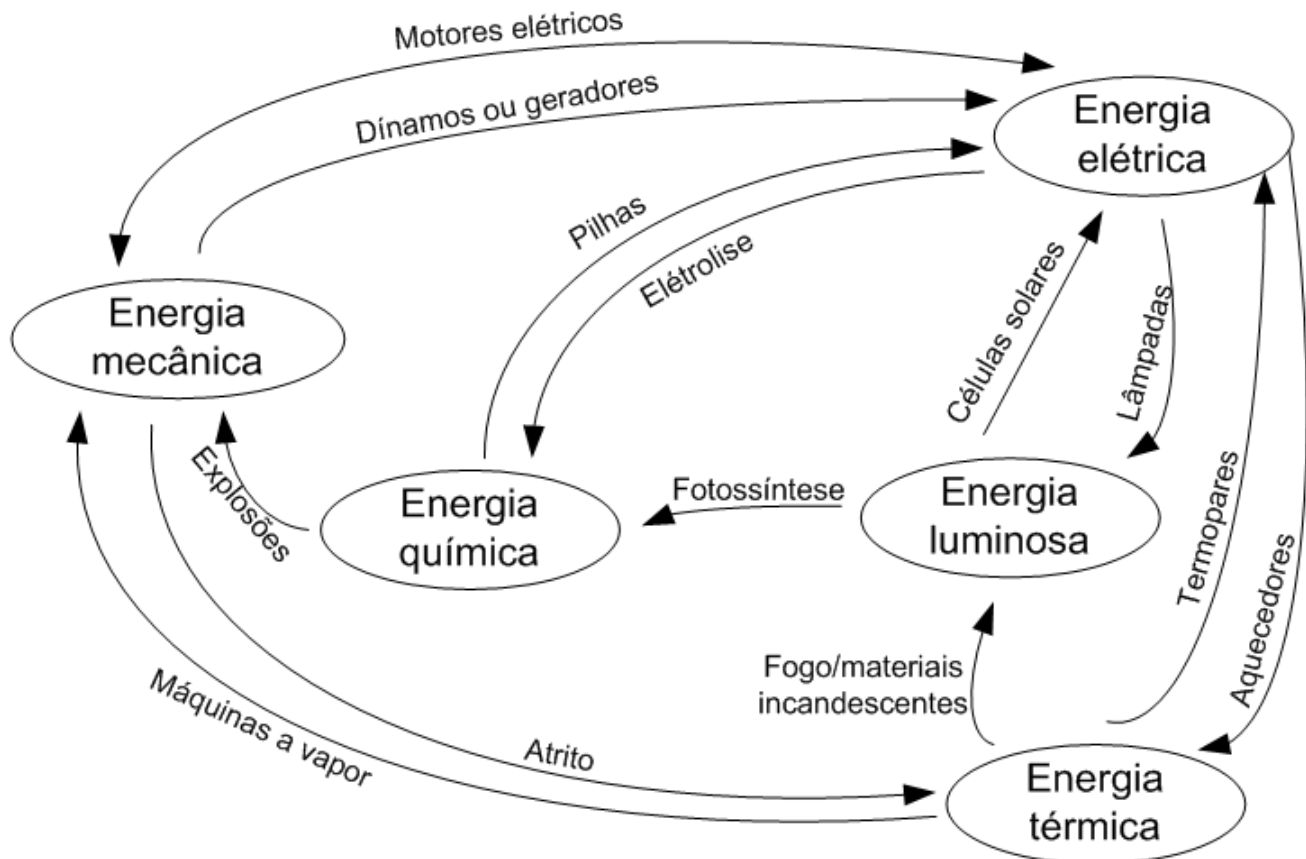 Motores elétricos
Dínamos ou geradores
Energia
elétrica
Pilhas
Elétrolise
Células solares
Lâmpadas
Energia
mecânica
Explosões
Energia
química
Fotossíntese
Energia
luminosa
Termopares
Aquecedores
Fogo/materiais
incandescentes
Máquinas a vapor
Atrito
Energia
térmica